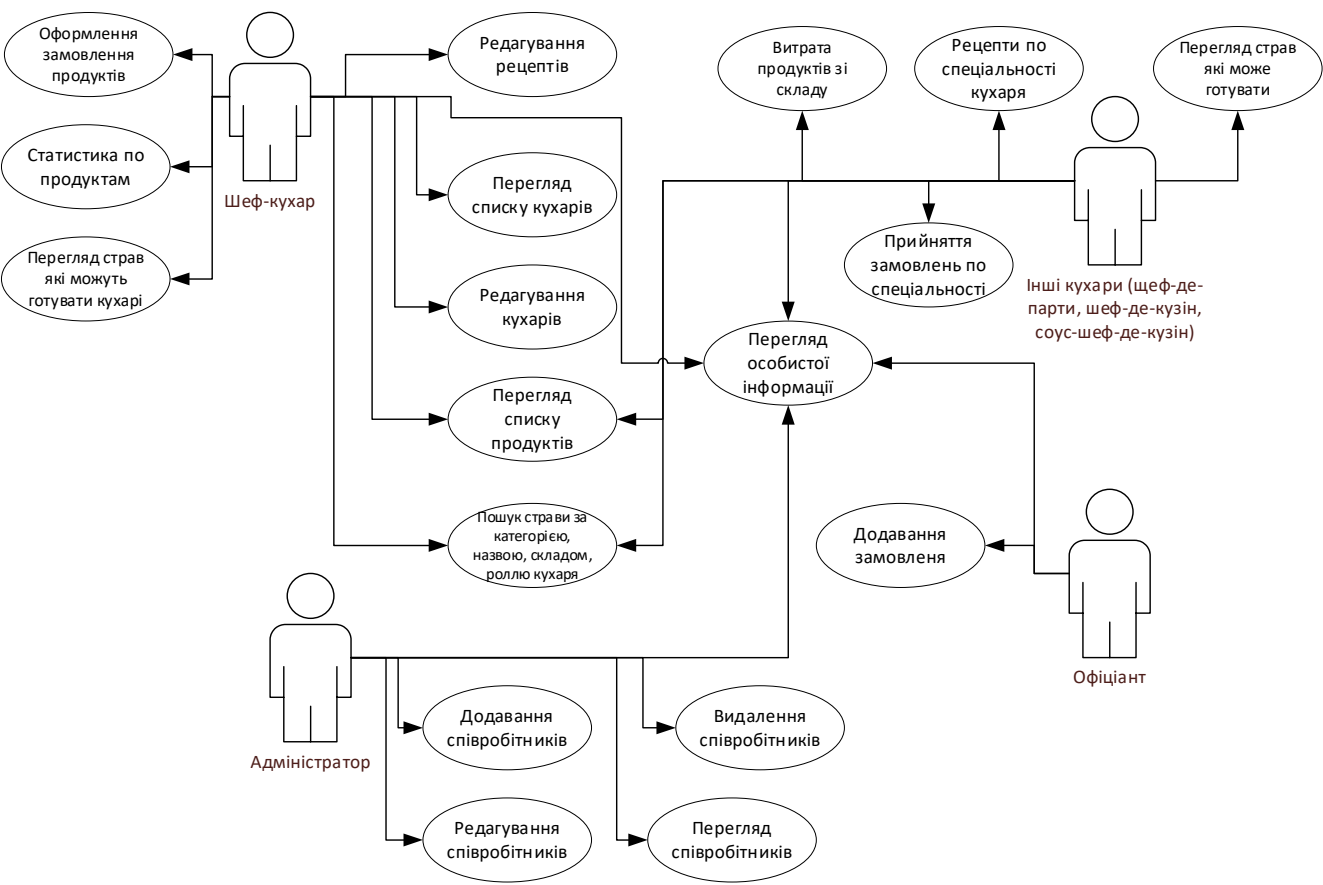 Оформлення
замовлення
продуктів
Статистика по
продуктам
Перегляд страв
які можуть
готувати кухарі
Шеф-кухар
Редагування
рецептів
Перегляд
списку кухарів
Редагування
кухарів
Перегляд
списку
продуктів
Пошук страви за
категорією,
назвою, складом,
роллю кухаря
Витрата
продуктів зі
складу
Рецепти по
спеціальності
кухаря
Перегляд страв
які може
готувати
Прийняття
замовлень по
спеціальності
Інші кухари (щеф-де-
парти, шеф-де-кузін,
соус-шеф-де-кузін)
Перегляд
особистої
інформації
Додавання
замовленя
Офіціант
Адміністратор
Додавання
співробітників
Видалення
співробітників
Редагування
співробітників
Перегляд
співробітників